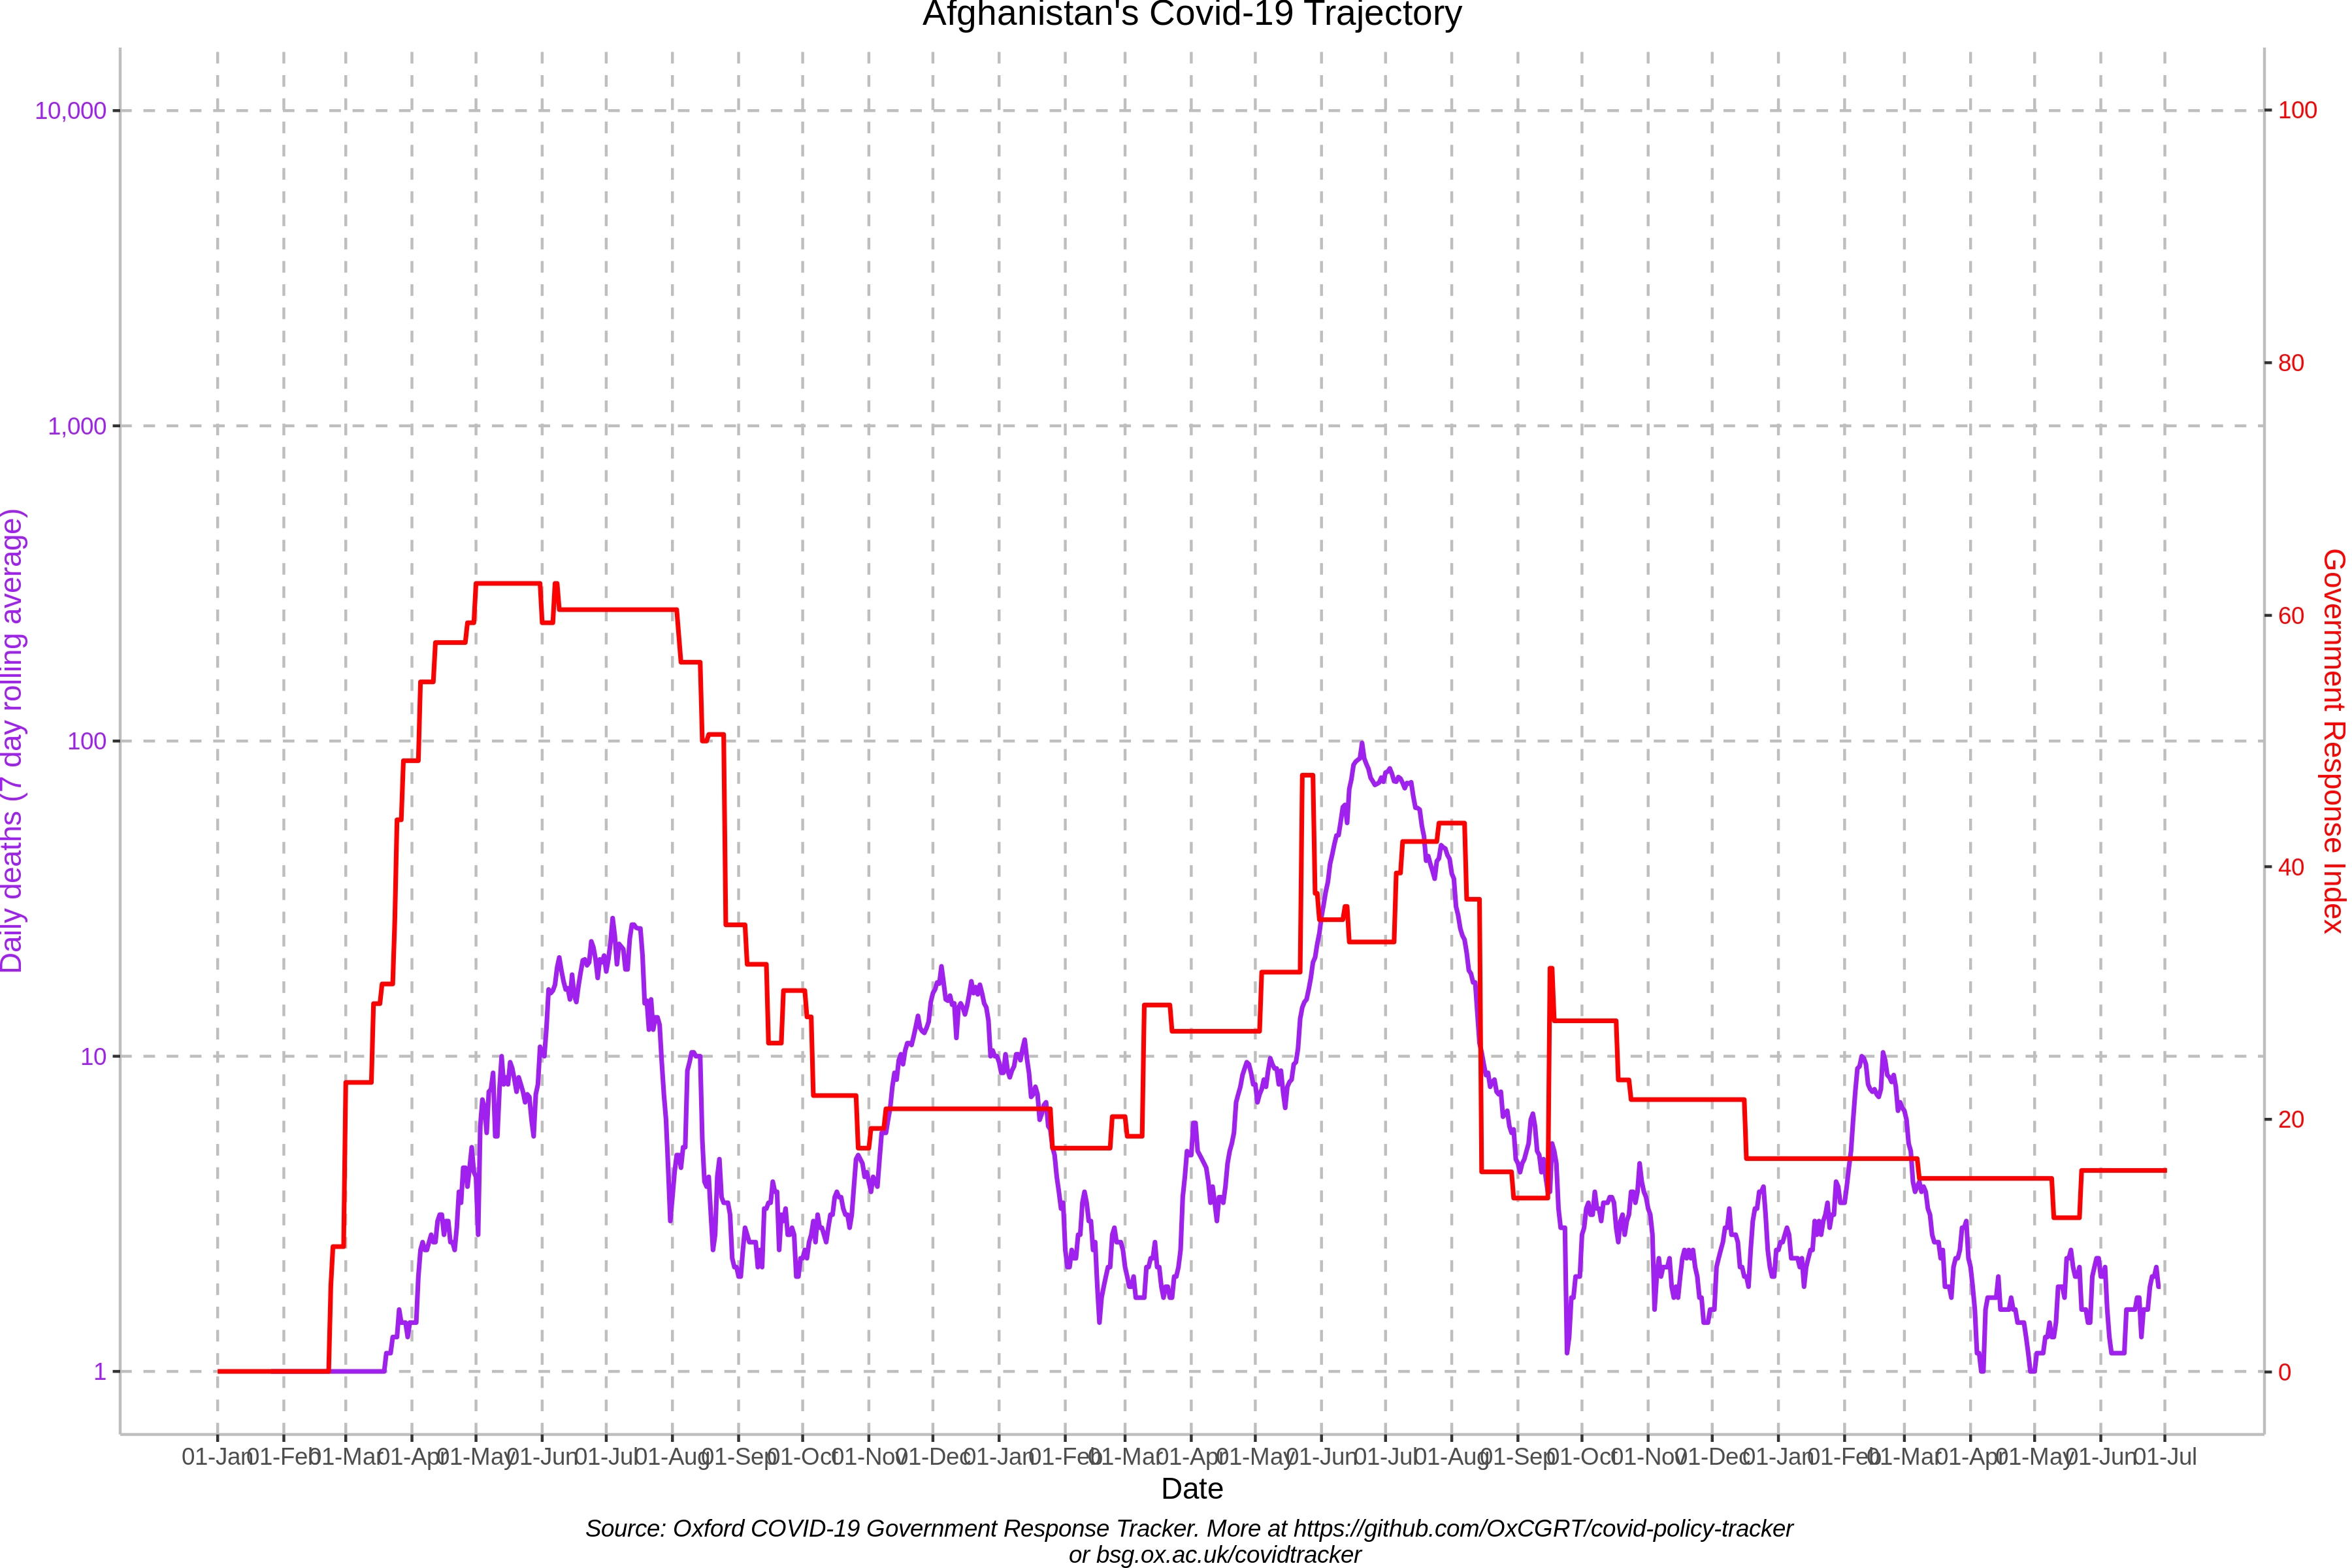 Afghanistan's Covid-19 Trajectory
10,000
1,000
100
10
1
Daily deaths (7 day rolling average)
100
80
60
40
20
0
Government Response Index
01-Jan 01-Feb 01-Mar 01-Apr 01-May 01-Jun 01-Jul 01-Aug 01-Sep 01-Oct 01-Nov 01-Dec 01-Jan 01-Feb 01-Mar 01-Apr 01-May 01-Jun 01-Jul 01-Aug 01-Sep 01-Oct 01-Nov 01-Dec 01-Jan 01-Feb 01-Mar 01-Apr 01-May 01-Jun 01-Jul
Date
Source: Oxford COVID-19 Government Response Tracker. More at https://github.com/OxCGRT/covid-policy-tracker
or bsg.ox.ac.uk/covidtracker